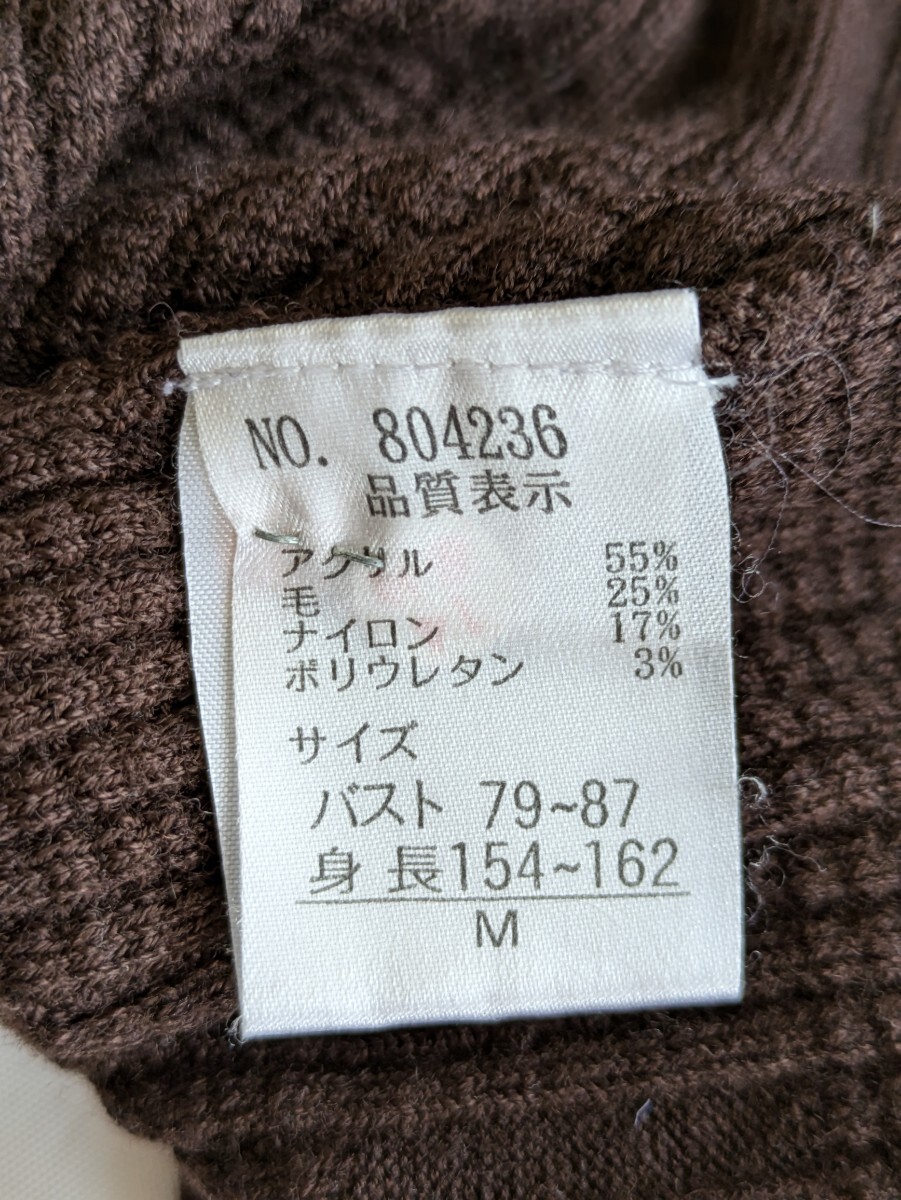 NO. 804236
品質表示
アクリル 55%
毛 25%
ナイロン 17%
ポリウレタン 3%
サイズ
バスト 79~87
身 長154~162
M